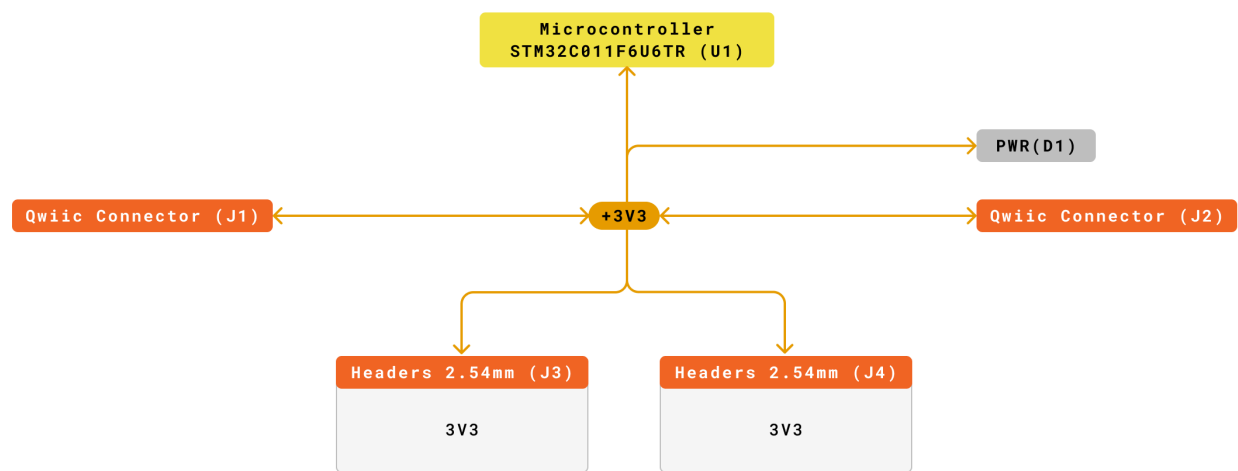 Microcontroller
STM32C011F6U6TR (U1)
PWR(D1)
Qwiic Connector (J1)
+3V3
Qwiic Connector (J2)
Headers 2.54mm (J3)
Headers 2.54mm (J4)
3V3
3V3